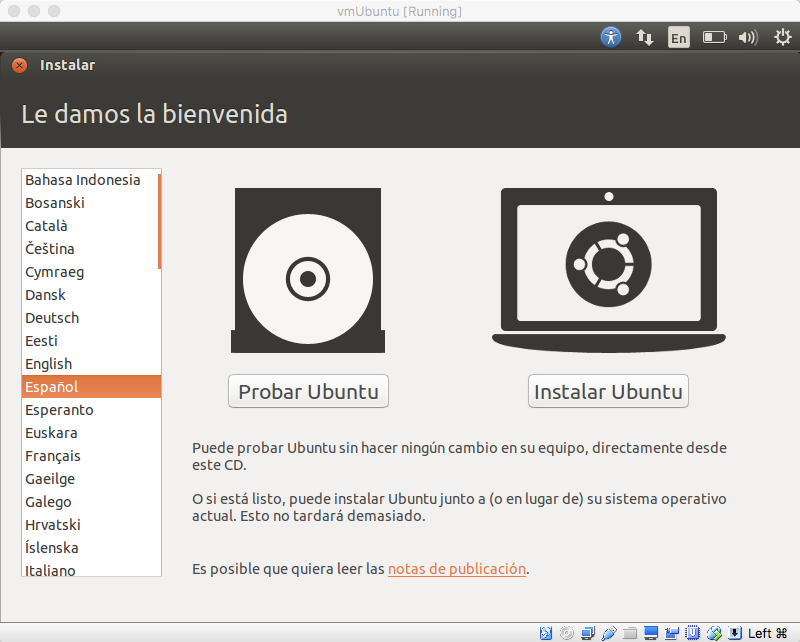 vmUbuntu [Running]
En
Instalar
Le damos la bienvenida
Bahasa Indonesia
Bosanski
Català
Čeština
Cymraeg
Dansk
Deutsch
Eesti
English
Español
Esperanto
Euskara
Français
Gaeilge
Galego
Hrvatski
Íslenska
Italiano
Probar Ubuntu
Instalar Ubuntu
Puede probar Ubuntu sin hacer ningún cambio en su equipo, directamente desde
este CD.
O si está listo, puede instalar Ubuntu junto a (o en lugar de) su sistema operativo
actual. Esto no tardará demasiado.
Es posible que quiera leer las notas de publicación.
Left ⌘